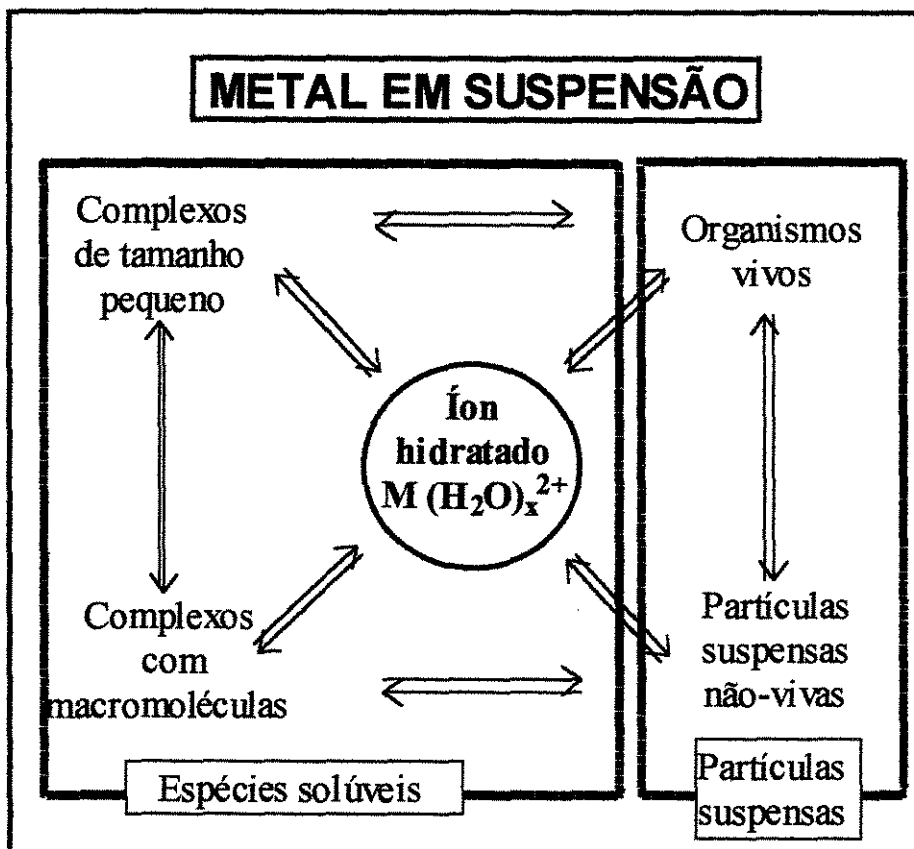 METAL EM SUSPENSÃO
Complexos
de tamanho
pequeno
Organismos
vivos
Íon
hidratado
M (H₂O)ₓ²⁺
Complexos
com
macromoléculas
Partículas
suspensas
não-vivas
Espécies solúveis
Partículas
suspensas